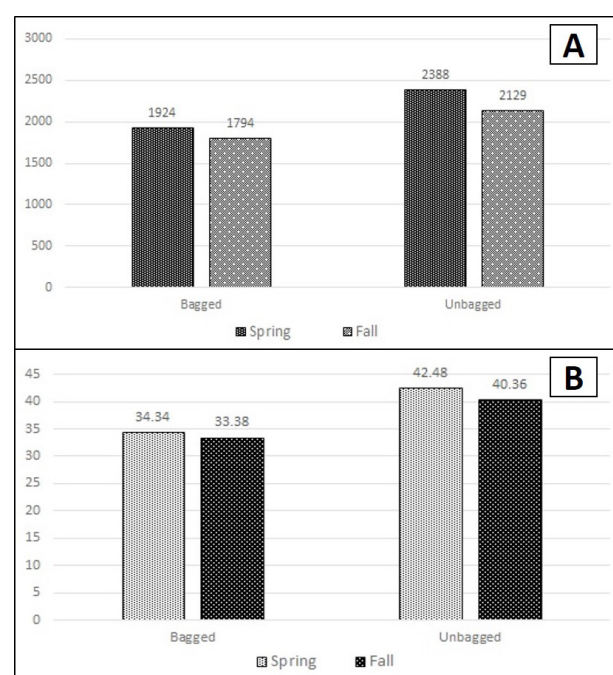 A
3000
2500
2000
1500
1000
500
0
1924
1794
2388
2129
Bagged
Unbagged
Spring
Fall
B
45
40
35
30
25
20
15
10
5
0
34.34
33.38
42.48
40.36
Bagged
Unbagged
Spring
Fall